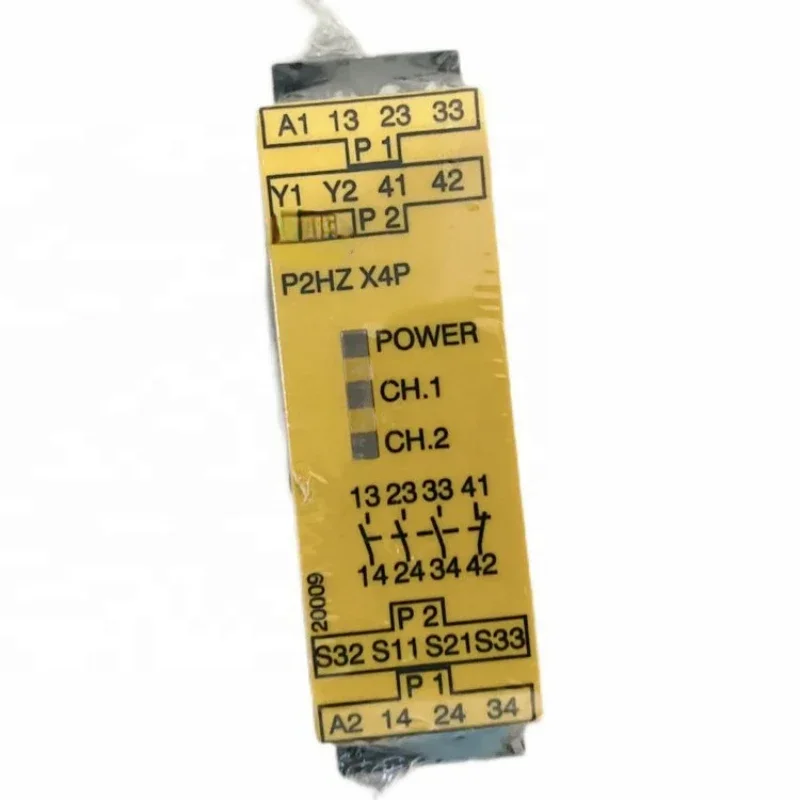 A1 13 23 33
P 1
Y1 Y2 41 42
P 2
P2HZ X4P
POWER
CH.1
CH.2
13 23 33 41
14 24 34 42
20009
P 2
S32 S11 S21 S33
P 1
A2 14 24 34